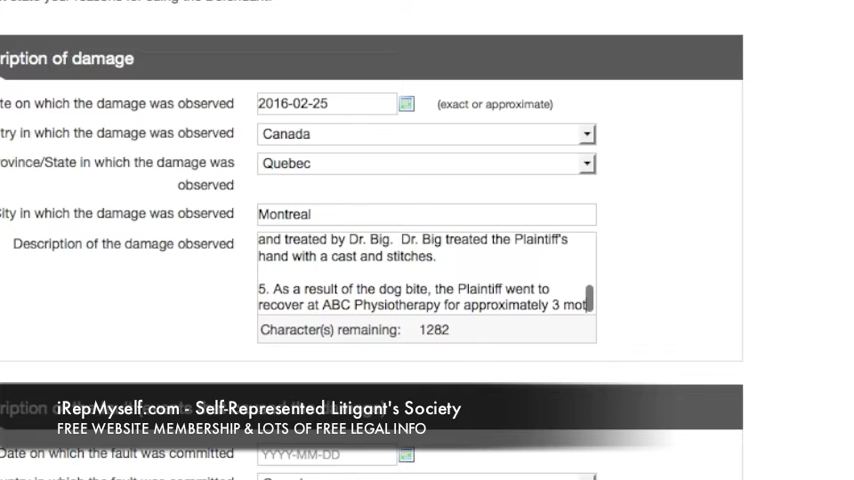 ription of damage
te on which the damage was observed 2016-02-25 (exact or approximate)
try in which the damage was observed Canada
rovince/State in which the damage was observed Quebec
City in which the damage was observed Montreal
Description of the damage observed
and treated by Dr. Big. Dr. Big treated the Plaintiff's
hand with a cast and stitches.
5. As a result of the dog bite, the Plaintiff went to
recover at ABC Physiotherapy for approximately 3 mot
Character(s) remaining: 1282
iRepMyself.com - Self-Represented Litigant's Society
FREE WEBSITE MEMBERSHIP & LOTS OF FREE LEGAL INFO
Date on which the fault was committed YYYY-MM-DD